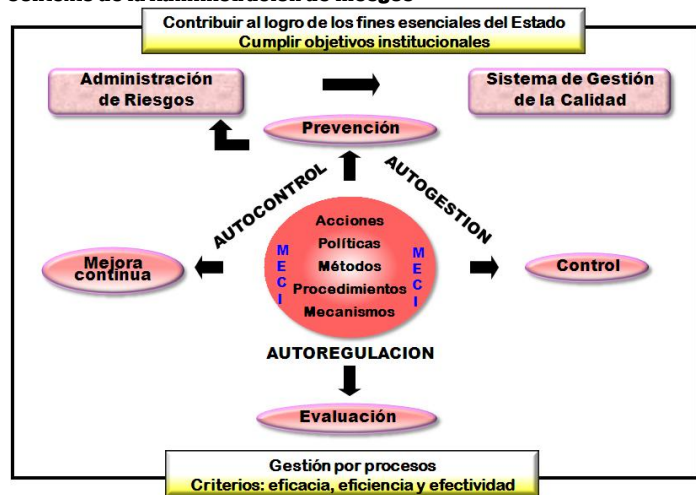 Contribuir al logro de los fines esenciales del Estado
Cumplir objetivos institucionales
Administración
de Riesgos
Sistema de Gestión
de la Calidad
Prevención
AUTOCONTROL
AUTOGESTION
Acciones
Políticas
Métodos
Procedimientos
Mecanismos
MECI
MECI
Mejora
continua
Control
AUTOREGULACION
Evaluación
Gestión por procesos
Criterios: eficacia, eficiencia y efectividad